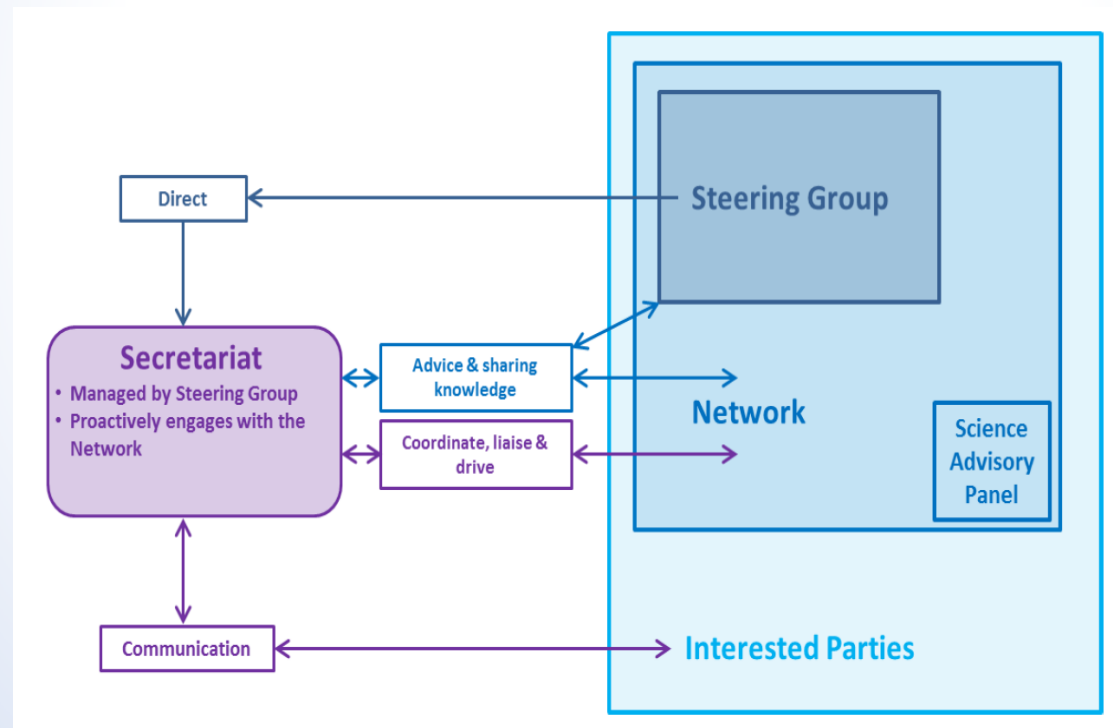 Direct
Steering Group
Secretariat
• Managed by Steering Group
• Proactively engages with the
Network
Advice & sharing
knowledge
Coordinate, liaise &
drive
Network
Science
Advisory
Panel
Communication
Interested Parties